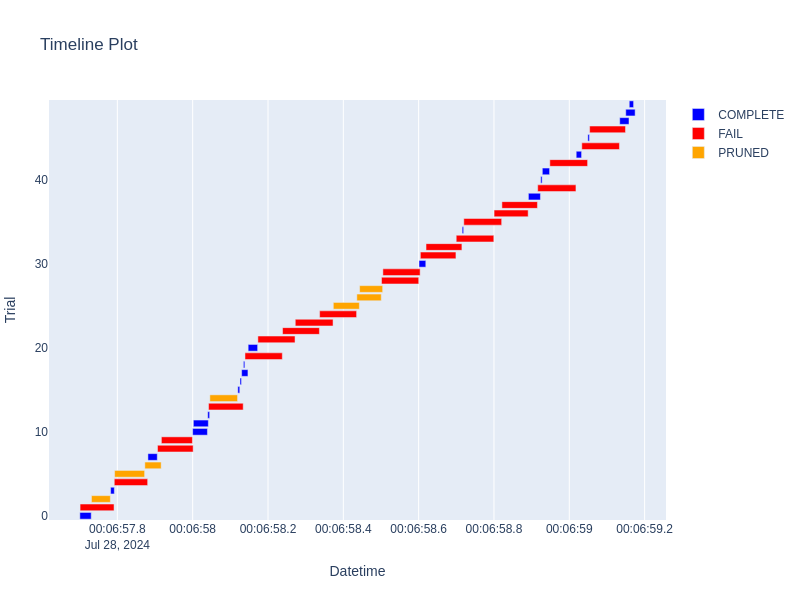 Timeline Plot
COMPLETE
FAIL
PRUNED
40
30
20
10
0
Trial
00:06:57.8
Jul 28, 2024
00:06:58
00:06:58.2
00:06:58.4
00:06:58.6
00:06:58.8
00:06:59
00:06:59.2
Datetime